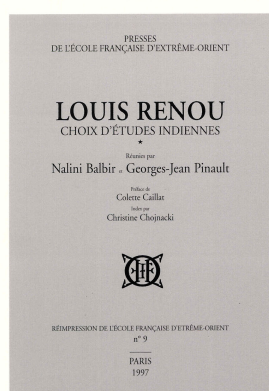 PRESSES
DE L'ÉCOLE FRANÇAISE D'EXTRÊME-ORIENT
LOUIS RENOU
CHOIX D'ÉTUDES INDIENNES
★
Réunies par
Nalini Balbir et Georges-Jean Pinault
Préface de
Colette Caillat
Index par
Christine Chojnacki
RÉIMPRESSION DE L'ÉCOLE FRANÇAISE D'EXTRÊME-ORIENT
n° 9
PARIS
1997